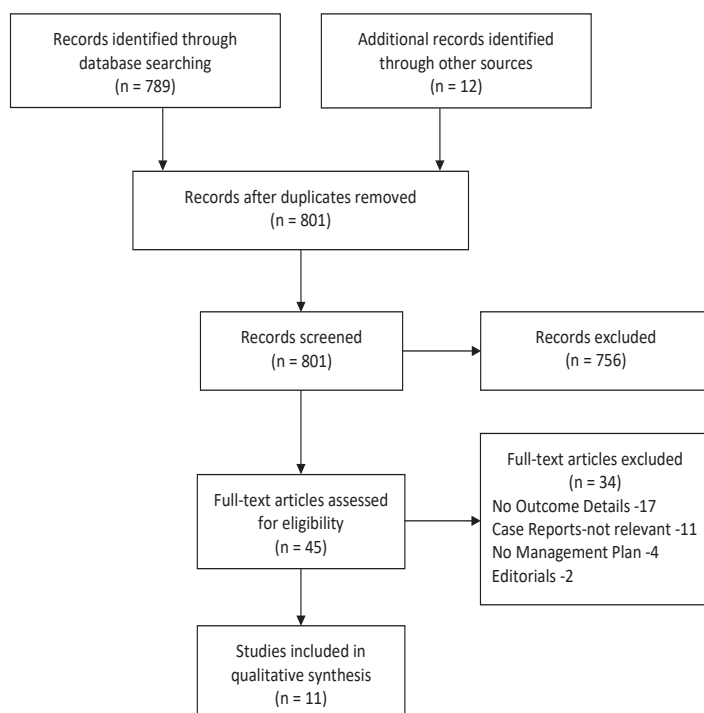 Records identified through
database searching
(n = 789)
Additional records identified
through other sources
(n = 12)
Records after duplicates removed
(n = 801)
Records screened
(n = 801)
Records excluded
(n = 756)
Full-text articles assessed
for eligibility
(n = 45)
Full-text articles excluded
(n = 34)
No Outcome Details -17
Case Reports-not relevant -11
No Management Plan -4
Editorials -2
Studies included in
qualitative synthesis
(n = 11)